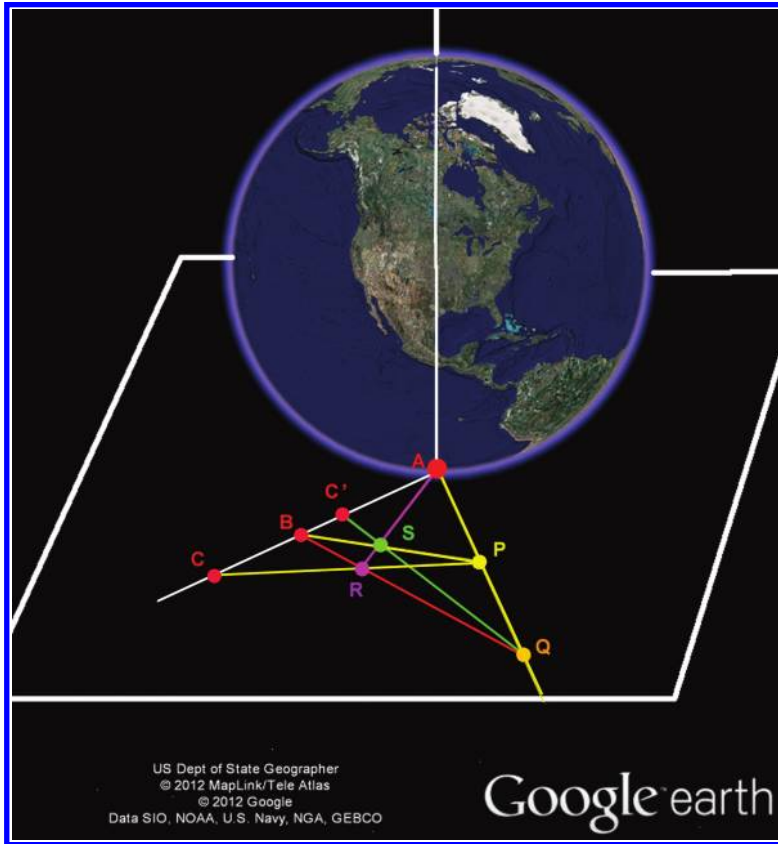 A
C'
B
S
C
P
R
Q
US Dept of State Geographer
© 2012 MapLink/Tele Atlas
© 2012 Google
Data SIO, NOAA, U.S. Navy, NGA, GEBCO
Google earth